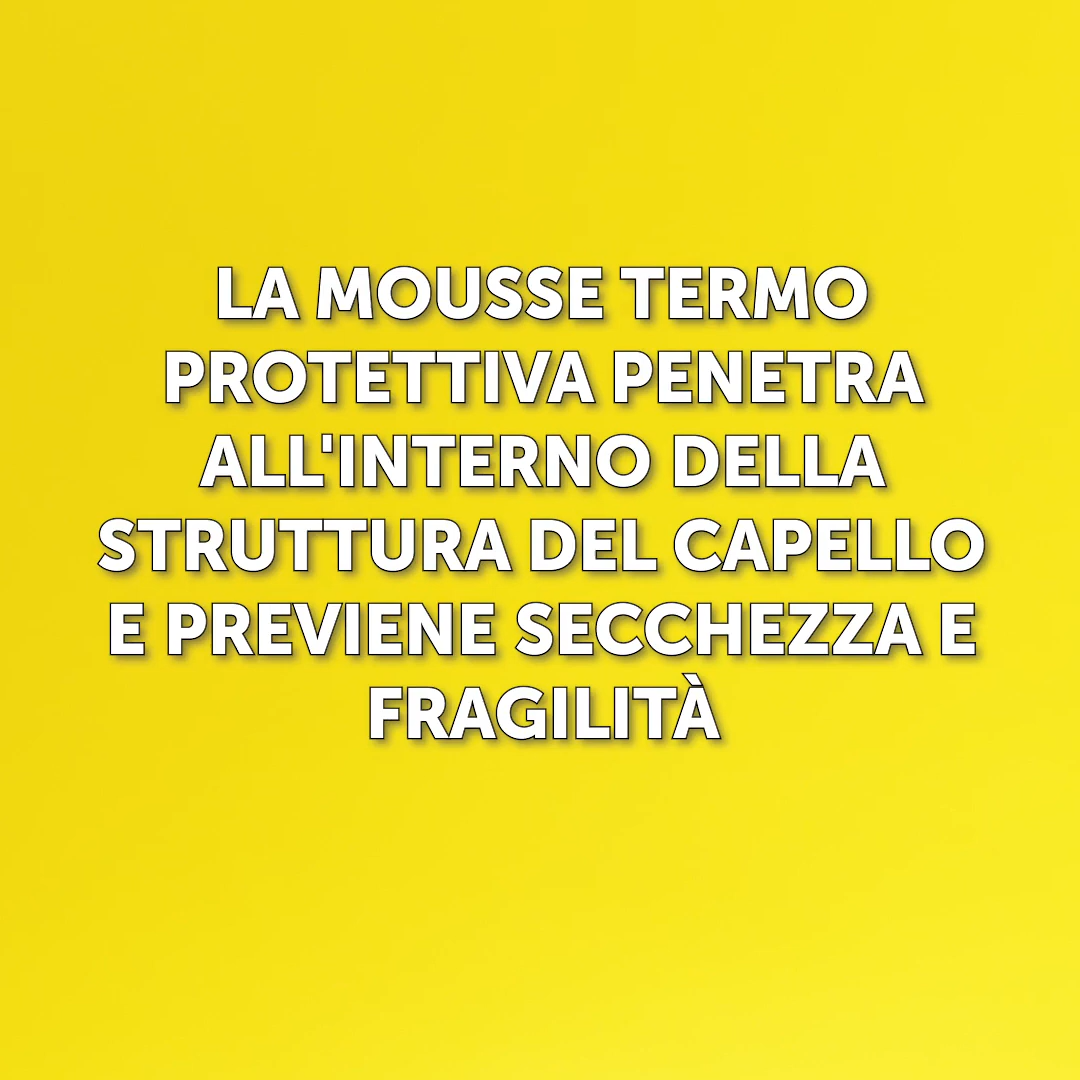 LA MOUSSE TERMO
PROTETTIVA PENETRA
ALL'INTERNO DELLA
STRUTTURA DEL CAPELLO
E PREVIENE SECCHEZZA E
FRAGILITÀ